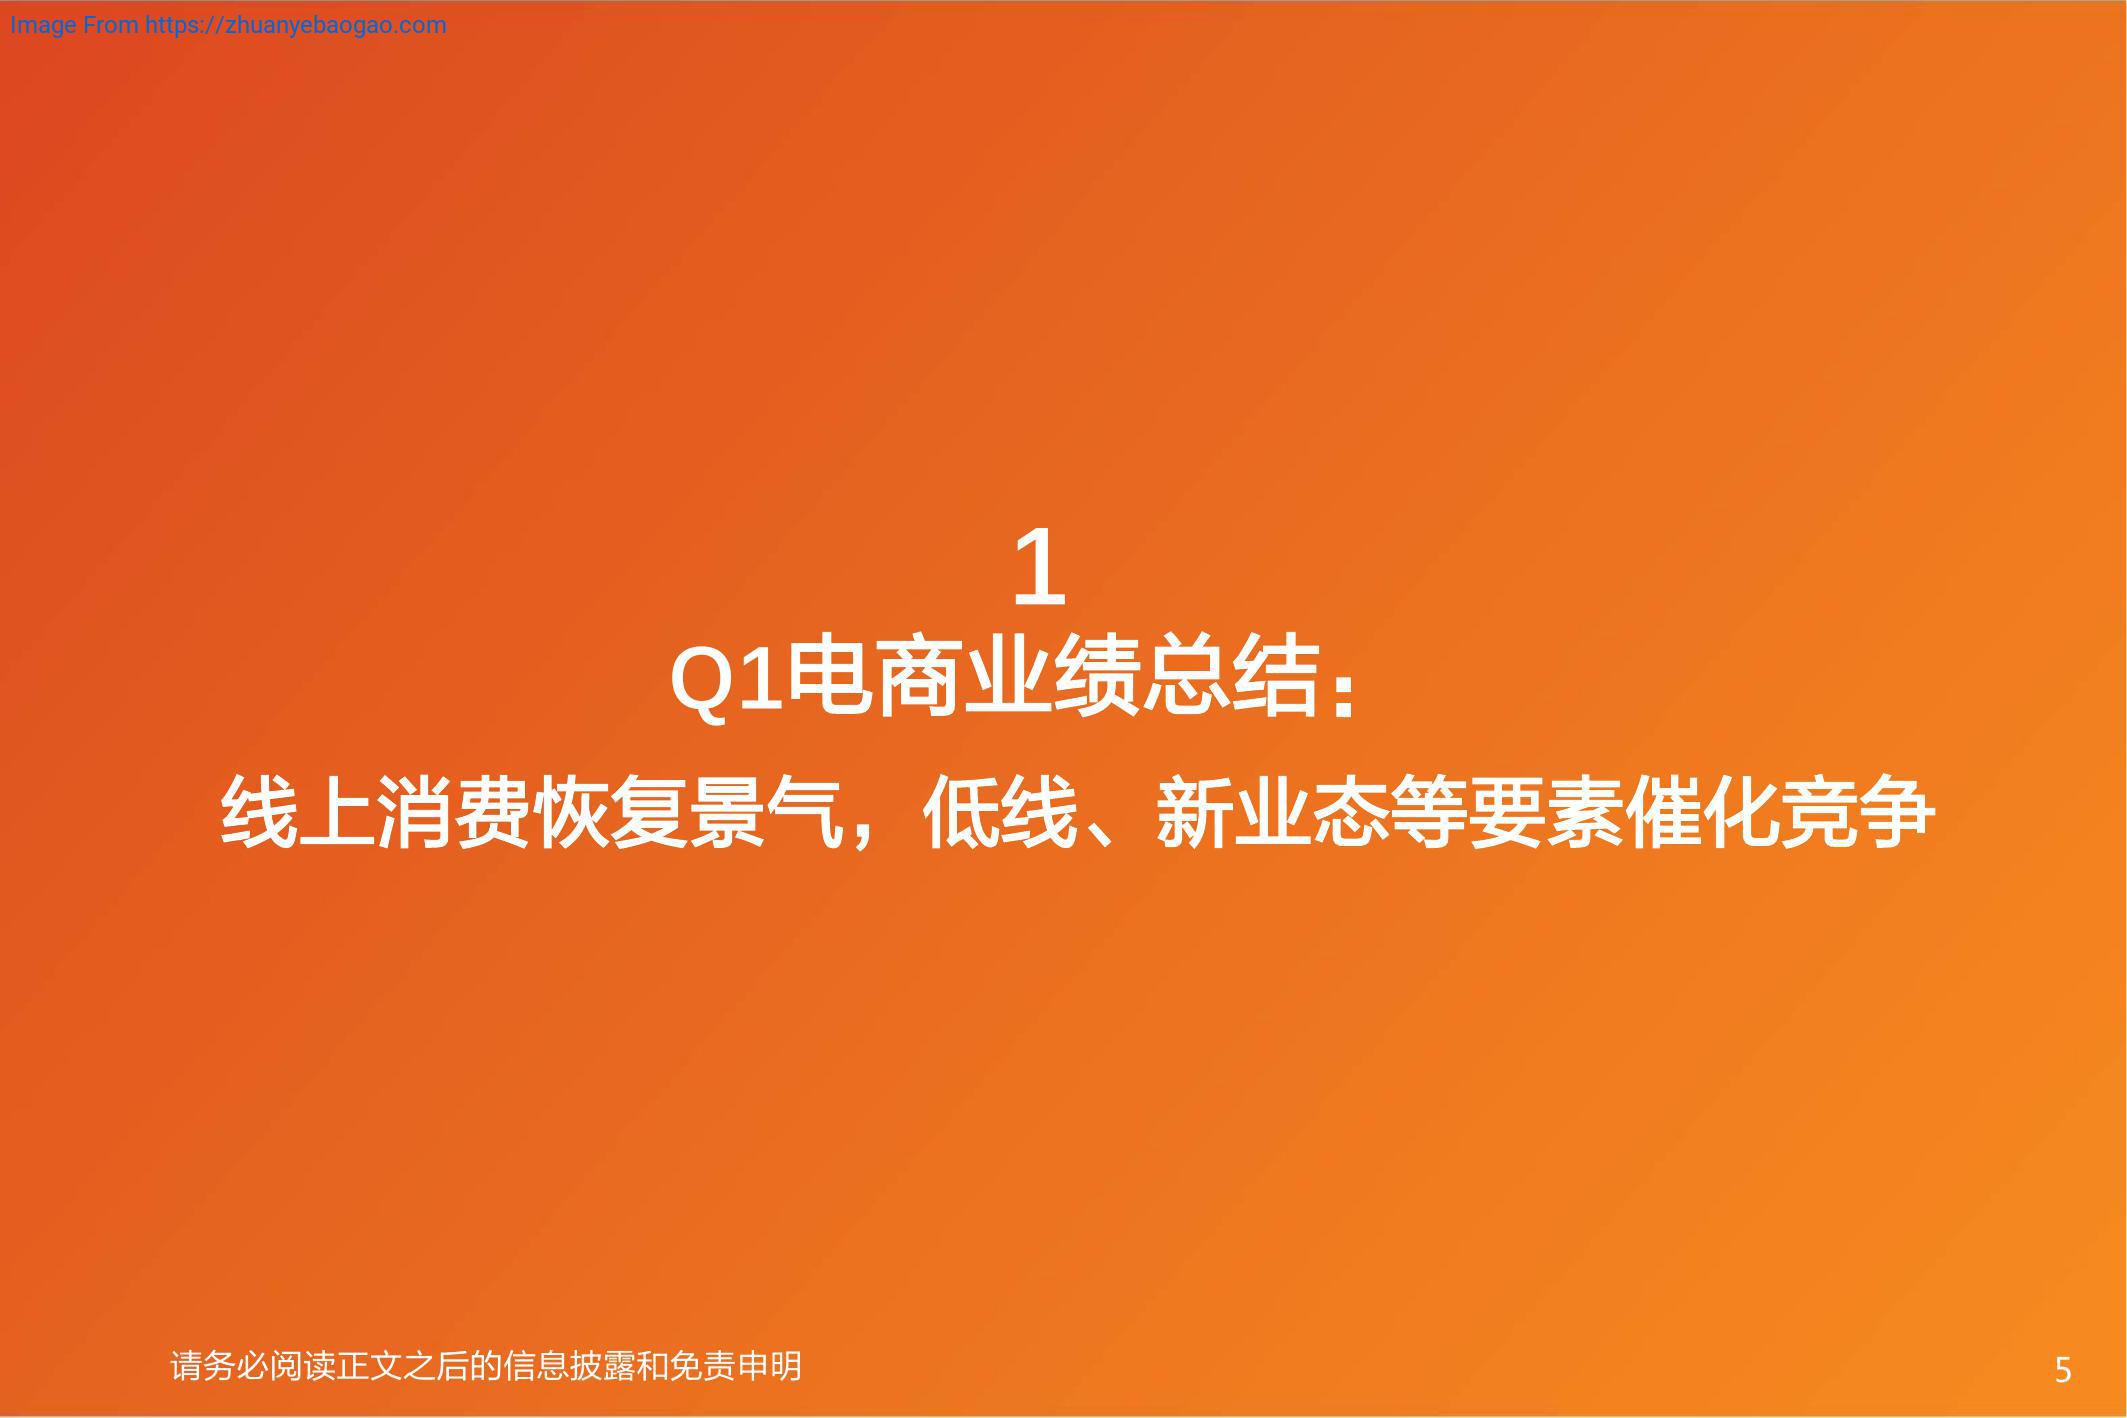 Image From https://zhuanyebaogao.com
1
Q1电商业绩总结：
线上消费恢复景气，低线、新业态等要素催化竞争
请务必阅读正文之后的信息披露和免责申明
5